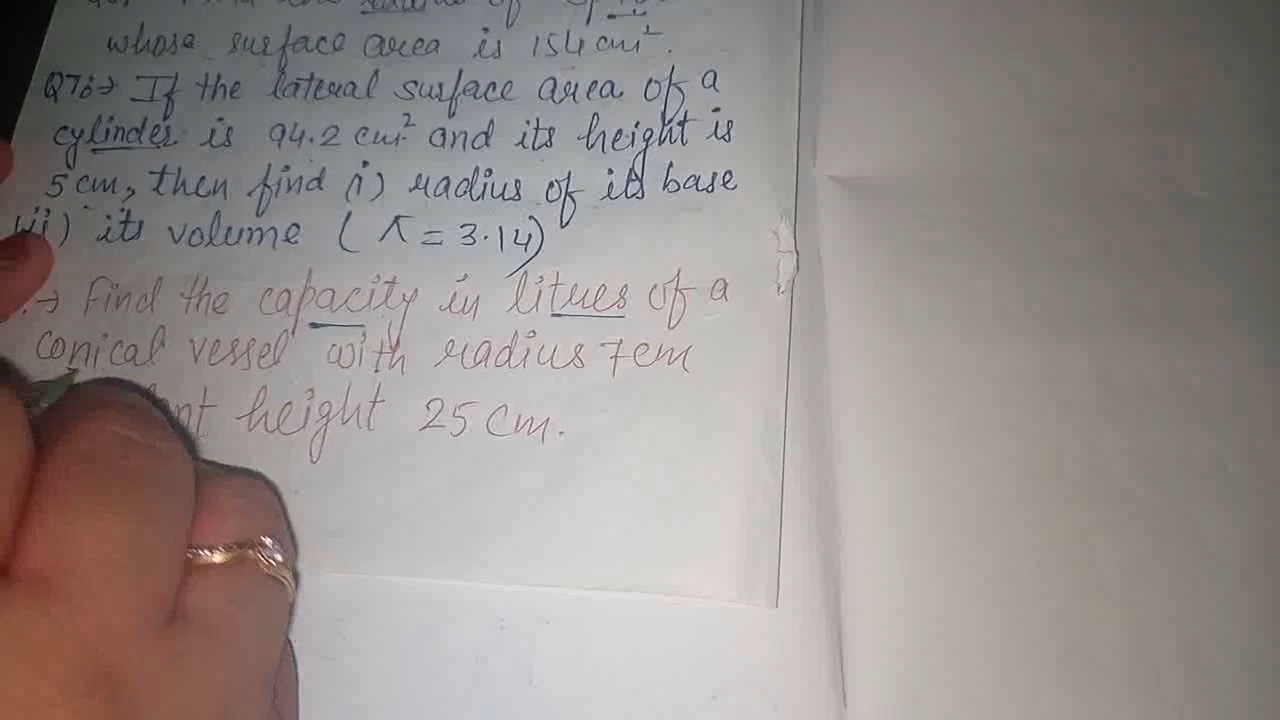 whose surface area is 154 cm².
Q7:→ If the lateral surface area of a
cylinder is 94.2 cm² and its height is
5 cm, then find (i) radius of its base
ii) its volume ( π = 3.14)
→ Find the capacity in litres of a
conical vessel with radius 7cm
height 25 cm.